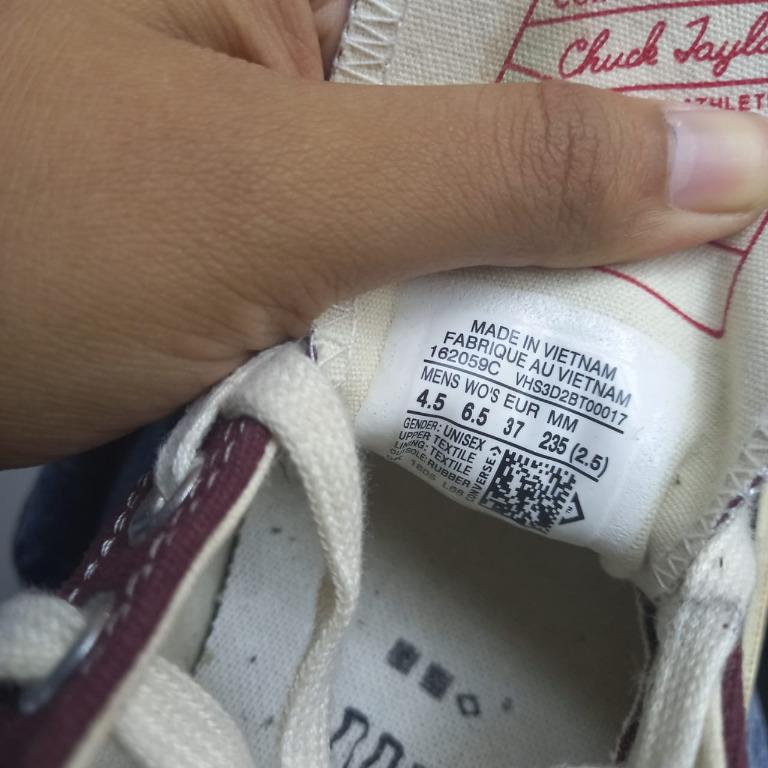 Chuck Taylo
ATHLET
MADE IN VIETNAM
FABRIQUE AU VIETNAM
162059C VHS3D2BT00017
MENS WO'S EUR MM
4.5 6.5 37 235 (2.5)
GENDER: UNISEX
UPPER TEXTILE
LINING: TEXTILE
RUBBER
CONVERSE